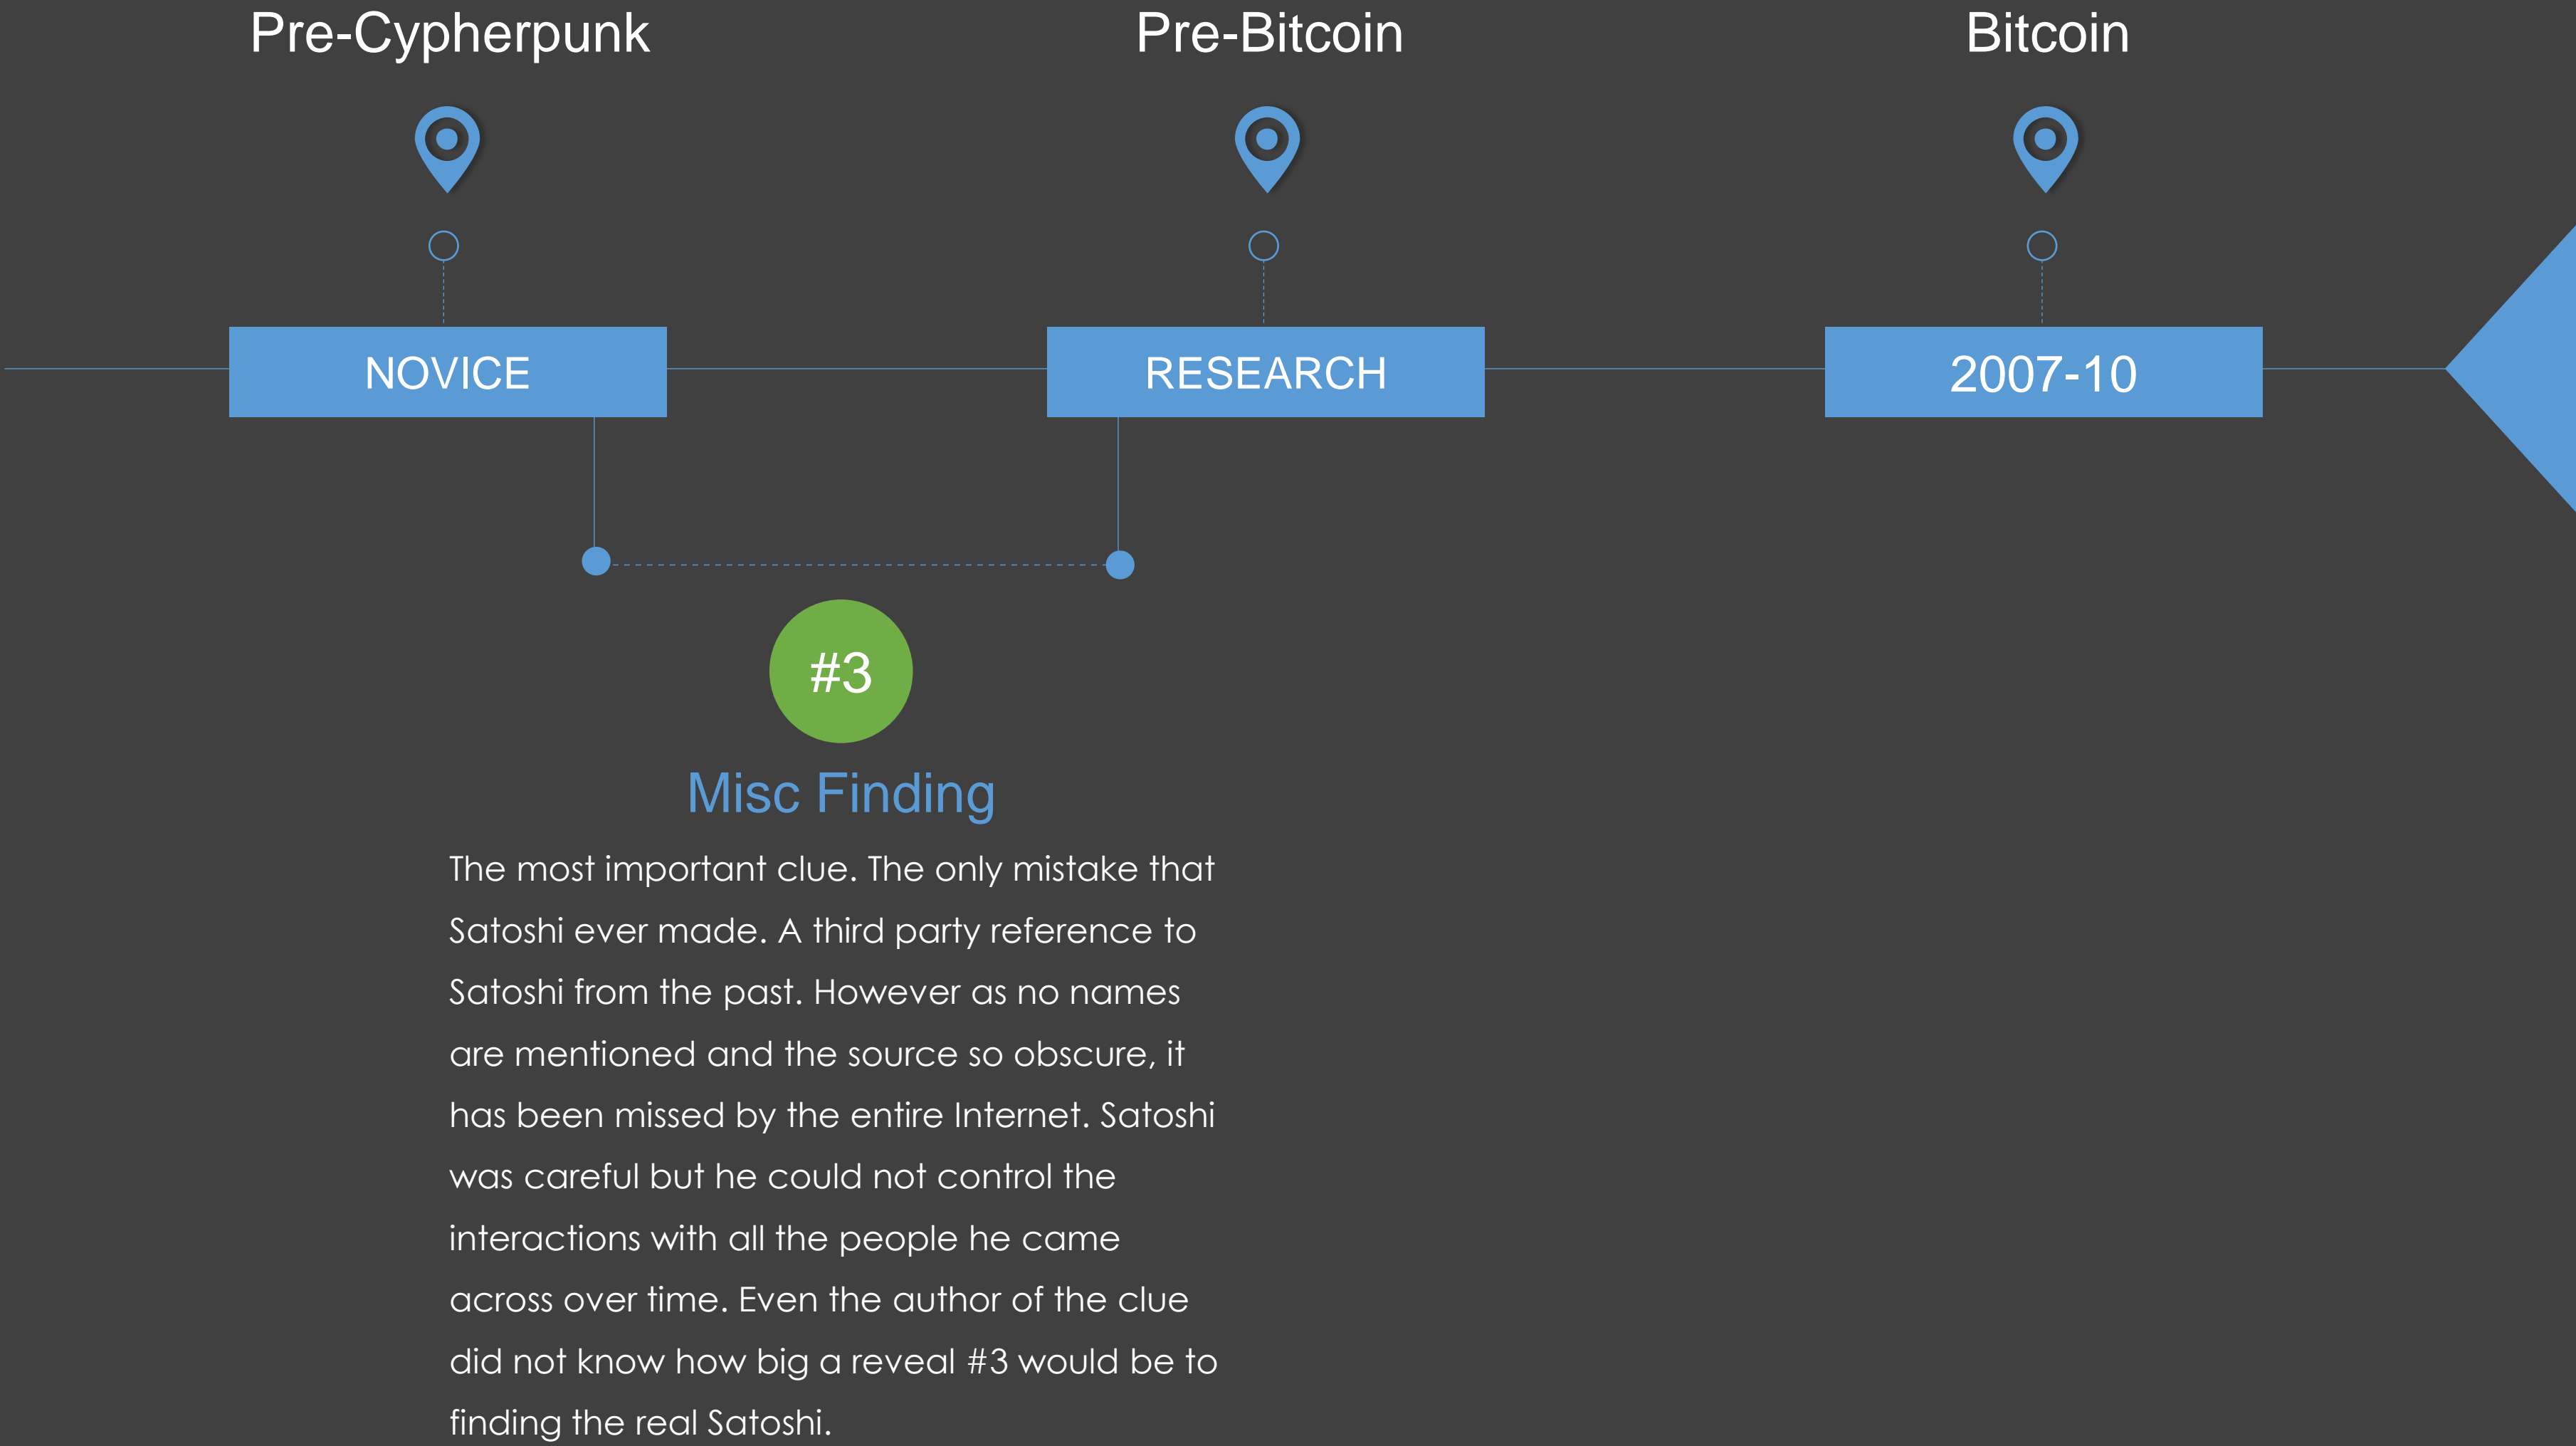 Pre-Cypherpunk
Pre-Bitcoin
Bitcoin
NOVICE
RESEARCH
2007-10
#3
Misc Finding
The most important clue. The only mistake that
Satoshi ever made. A third party reference to
Satoshi from the past. However as no names
are mentioned and the source so obscure, it
has been missed by the entire Internet. Satoshi
was careful but he could not control the
interactions with all the people he came
across over time. Even the author of the clue
did not know how big a reveal #3 would be to
finding the real Satoshi.